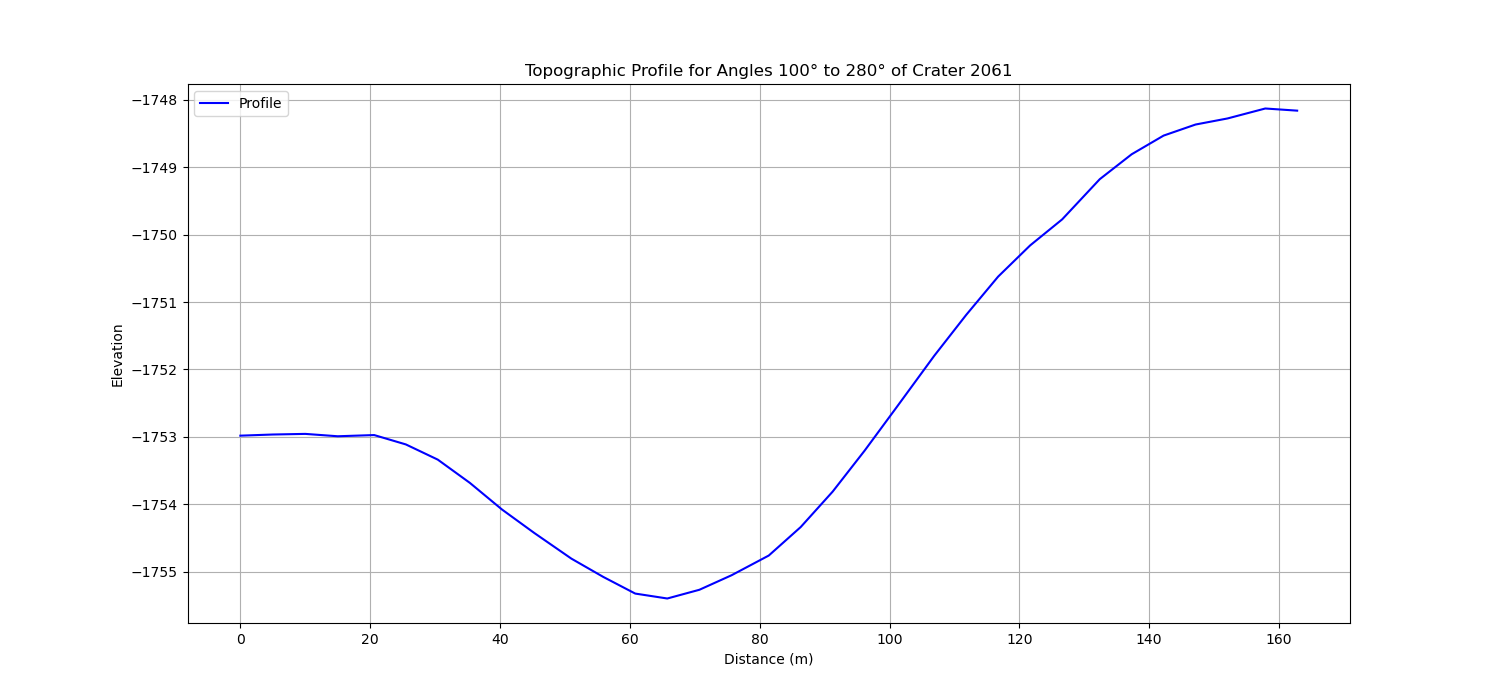 Topographic Profile for Angles 100° to 280° of Crater 2061
Profile
−1748
−1749
−1750
−1751
−1752
−1753
−1754
−1755
Elevation
0 20 40 60 80 100 120 140 160
Distance (m)